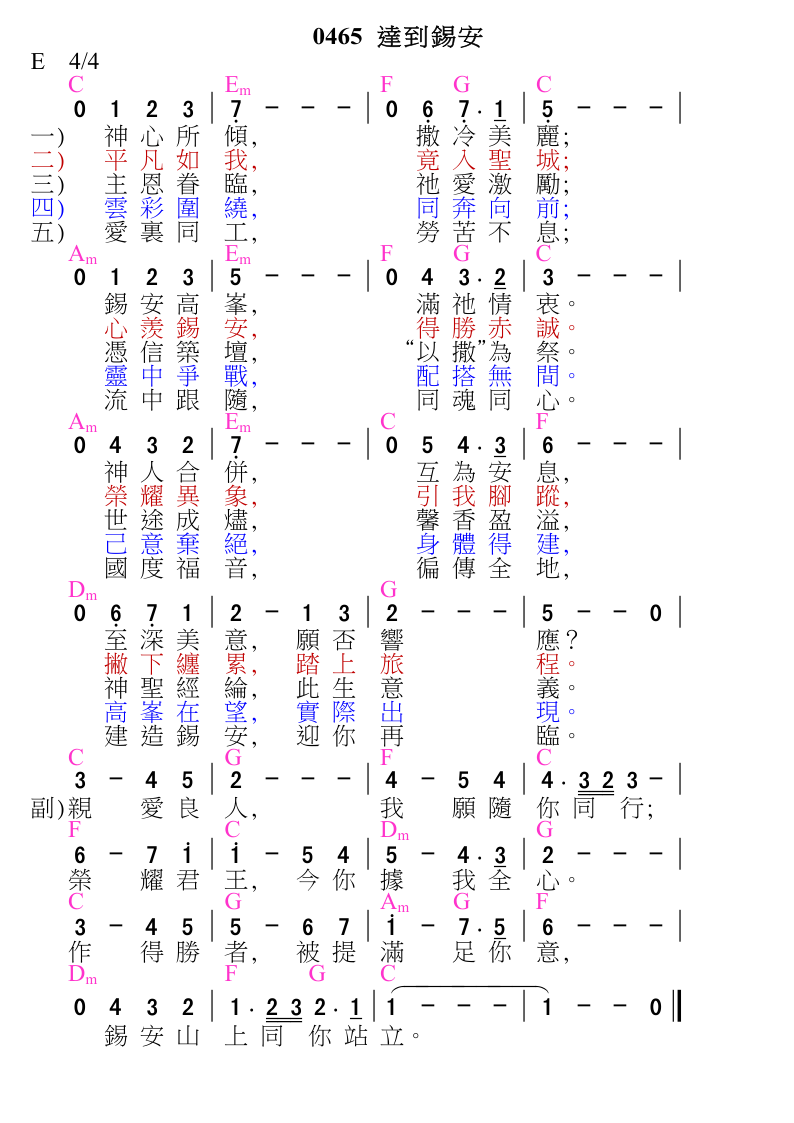 0465 達到錫安
E 4/4
C Em F G C
0 1 2 3 | 7 - - - | 0 6 7 . 1 | 5 - - - |
一) 神心所 傾, 撒冷美 麗;
二) 平凡如 我, 竟入聖 城;
三) 主恩眷 臨, 祂愛激 勵;
四) 雲彩圍 繞, 同奔向 前;
五) 愛裏同 工, 勞苦不 息;
Am Em F G C
0 1 2 3 | 5 - - - | 0 4 3 . 2 | 3 - - - |
錫安高 峯, 滿祂情 衷。
心羨錫 安, 得勝赤 誠。
憑信築 壇, “以撒”為 祭。
靈中爭 戰, 配搭無 間。
流中跟 隨, 同魂同 心。
Am Em C F
0 4 3 2 | 7 - - - | 0 5 4 . 3 | 6 - - - |
神人合 併, 互為安 息,
榮耀異 象, 引我腳 蹤,
世途成 燼, 馨香盈 溢,
己意棄 絕, 身體得 建,
國度福 音, 徧傳全 地,
Dm G
0 6 7 1 | 2 - 1 3 | 2 - - - | 5 - - 0 |
至深美 意, 願否 響 應?
撇下纏 累, 踏上 旅 程。
神聖經 綸, 此生 意 義。
高峯在 望, 實際 出 現。
建造錫 安, 迎你 再 臨。
C G F C
3 - 4 5 | 2 - - - | 4 - 5 4 | 4 . 3 2 3 - |
副)親 愛良 人, 我 願隨 你同 行;
F C Dm G
6 - 7 1 | 1 - 5 4 | 5 - 4 . 3 | 2 - - - |
榮 耀君 王, 今你 據 我全 心。
C G Am G F
3 - 4 5 | 5 - 6 7 | 1 - 7 . 5 | 6 - - - |
作 得勝 者, 被提 滿 足你 意,
Dm F G C
0 4 3 2 | 1 . 2 3 2 . 1 | 1 - - - | 1 - - 0 ‖
錫安山 上同 你站 立。